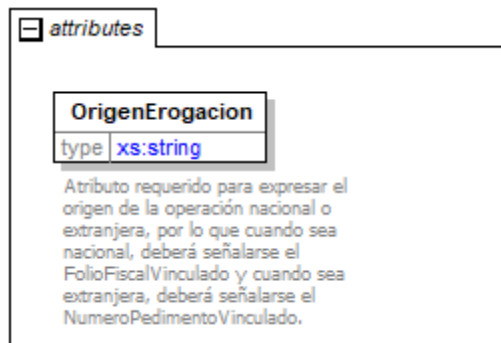 attributes
OrigenErogacion
type xs:string
Atributo requerido para expresar el
origen de la operación nacional o
extranjera, por lo que cuando sea
nacional, deberá señalarse el
FolioFiscalVinculado y cuando sea
extranjera, deberá señalarse el
NumeroPedimentoVinculado.